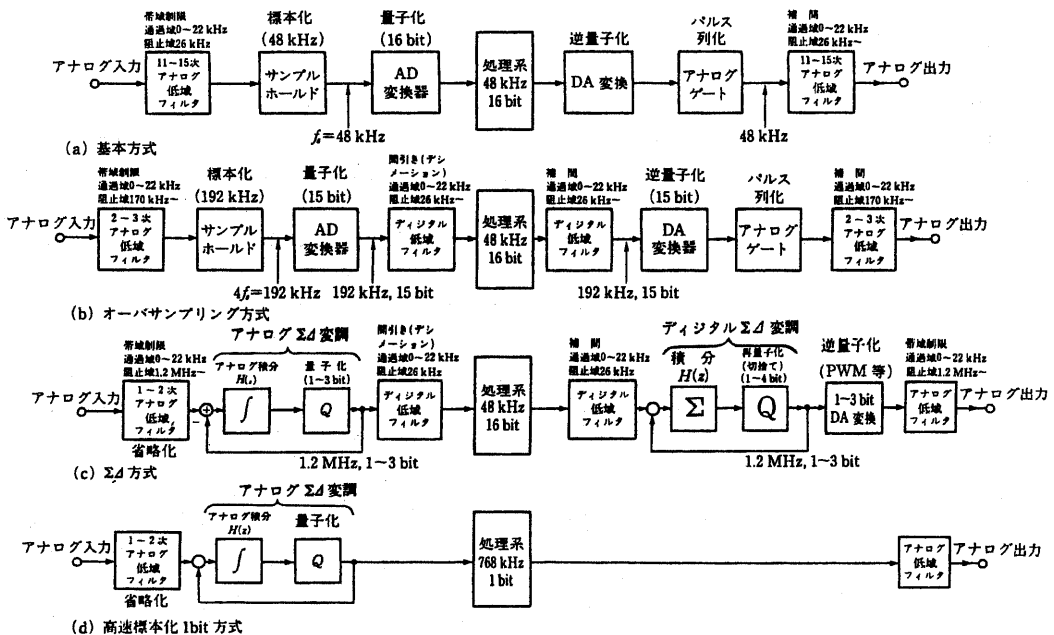 帯域制限
通過域0～22 kHz
阻止域26 kHz～
標本化
(48 kHz)
量子化
(16 bit)
逆量子化
パルス
列化
補間
通過域0～22 kHz
阻止域26 kHz～
アナログ入力
11～15次
アナログ
低域
フィルタ
サンプル
ホールド
AD
変換器
処理系
48 kHz
16 bit
DA 変換
アナログ
ゲート
11～15次
アナログ
低域
フィルタ
アナログ出力
fs=48 kHz
48 kHz
(a) 基本方式
帯域制限
通過域0～22 kHz
阻止域170 kHz～
標本化
(192 kHz)
量子化
(15 bit)
間引き(デシ
メーション)
通過域0～22 kHz
阻止域26 kHz～
補間
通過域0～22 kHz
阻止域26 kHz～
逆量子化
(15 bit)
パルス
列化
補間
通過域0～22 kHz
阻止域170 kHz～
アナログ入力
2～3次
アナログ
低域
フィルタ
サンプル
ホールド
AD
変換器
ディジタル
低域
フィルタ
処理系
48 kHz
16 bit
ディジタル
低域
フィルタ
DA
変換器
アナログ
ゲート
2～3次
アナログ
低域
フィルタ
アナログ出力
4fs=192 kHz
192 kHz, 15 bit
192 kHz, 15 bit
(b) オーバサンプリング方式
帯域制限
通過域0～22 kHz
阻止域1.2 MHz～
アナログΣΔ変調
アナログ積分
H(z)
量子化
(1～3 bit)
間引き(デシ
メーション)
通過域0～22 kHz
阻止域26 kHz～
補間
通過域0～22 kHz
阻止域26 kHz
ディジタルΣΔ変調
積分
H(z)
再量子化
(切捨て)
(1～4 bit)
逆量子化
(PWM 等)
帯域制限
通過域0～22 kHz
阻止域1.2 MHz～
アナログ入力
1～2次
アナログ
低域
フィルタ
省略化
∫
Q
ディジタル
低域
フィルタ
処理系
48 kHz
16 bit
ディジタル
低域
フィルタ
Σ
Q
1～3 bit
DA 変換
アナログ
低域
フィルタ
アナログ出力
1.2 MHz, 1～3 bit
1.2 MHz, 1～3 bit
(c) ΣΔ方式
アナログΣΔ変調
アナログ積分
H(z)
量子化
アナログ入力
1～2次
アナログ
低域
フィルタ
省略化
∫
Q
処理系
768 kHz
1 bit
アナログ
低域
フィルタ
アナログ出力
(d) 高速標本化 1bit 方式